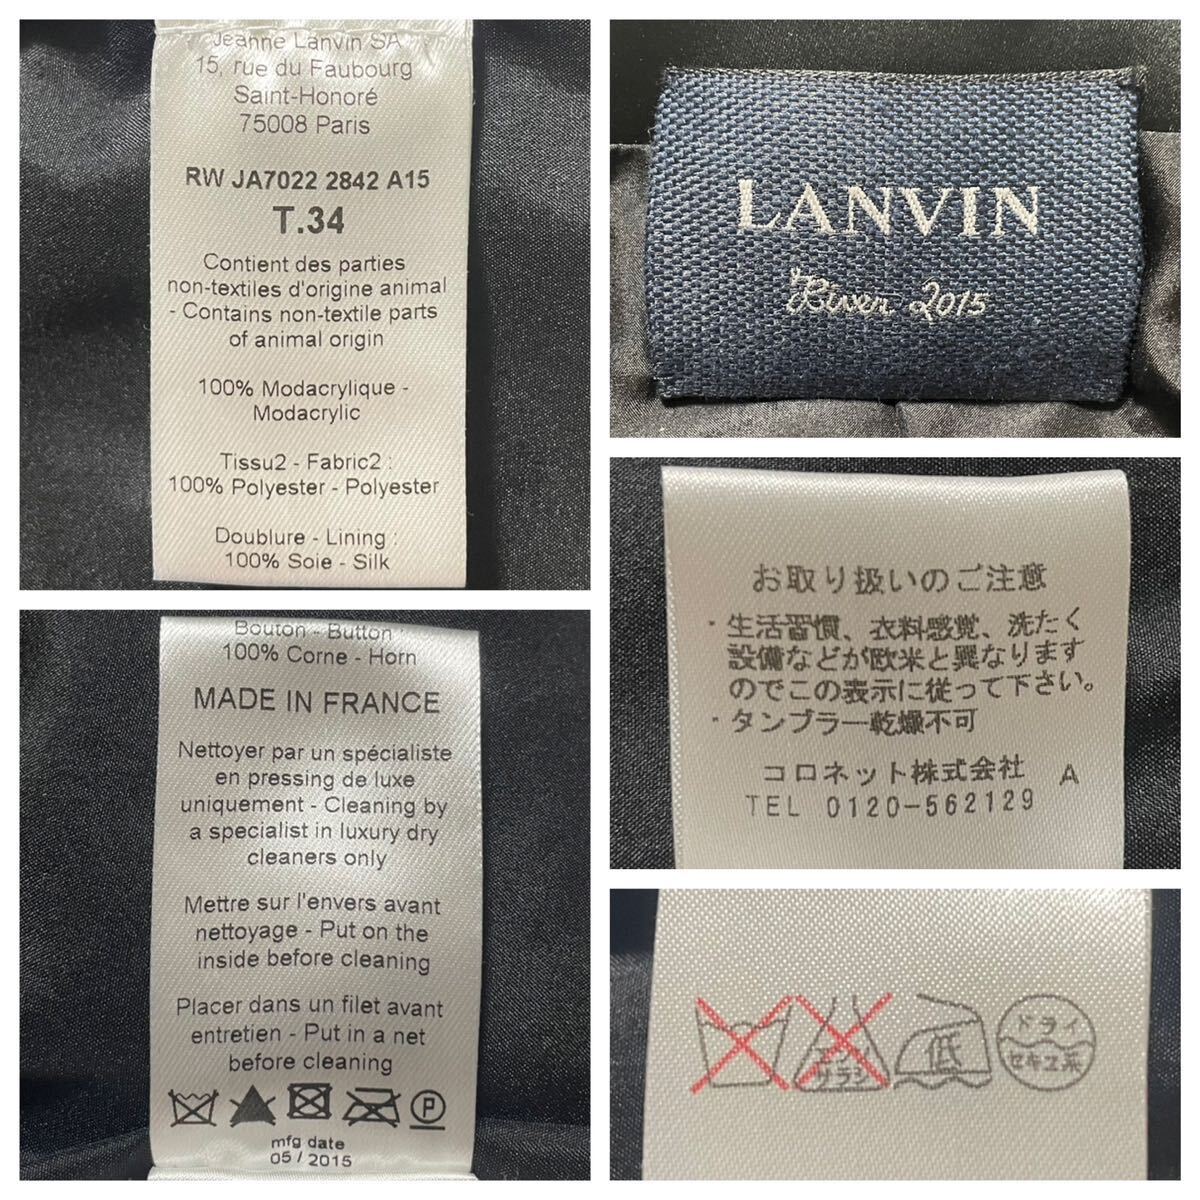 Jeanne Lanvin SA
15, rue du Faubourg
Saint-Honoré
75008 Paris
RW JA7022 2842 A15
T.34
Contient des parties
non-textiles d'origine animal
- Contains non-textile parts
of animal origin
100% Modacrylique -
Modacrylic
Tissu2 - Fabric2 :
100% Polyester - Polyester
Doublure - Lining :
100% Soie - Silk
LANVIN
Hiver 2015
お取り扱いのご注意
・生活習慣、衣料感覚、洗たく
設備などが欧米と異なります
のでこの表示に従って下さい。
・タンブラー乾燥不可
コロネット株式会社 A
TEL 0120-562129
Bouton - Button
100% Corne - Horn
MADE IN FRANCE
Nettoyer par un spécialiste
en pressing de luxe
uniquement - Cleaning by
a specialist in luxury dry
cleaners only
Mettre sur l'envers avant
nettoyage - Put on the
inside before cleaning
Placer dans un filet avant
entretien - Put in a net
before cleaning
P
mfg date
05 / 2015
エンソ
サラシ
低
ドライ
セキユ系